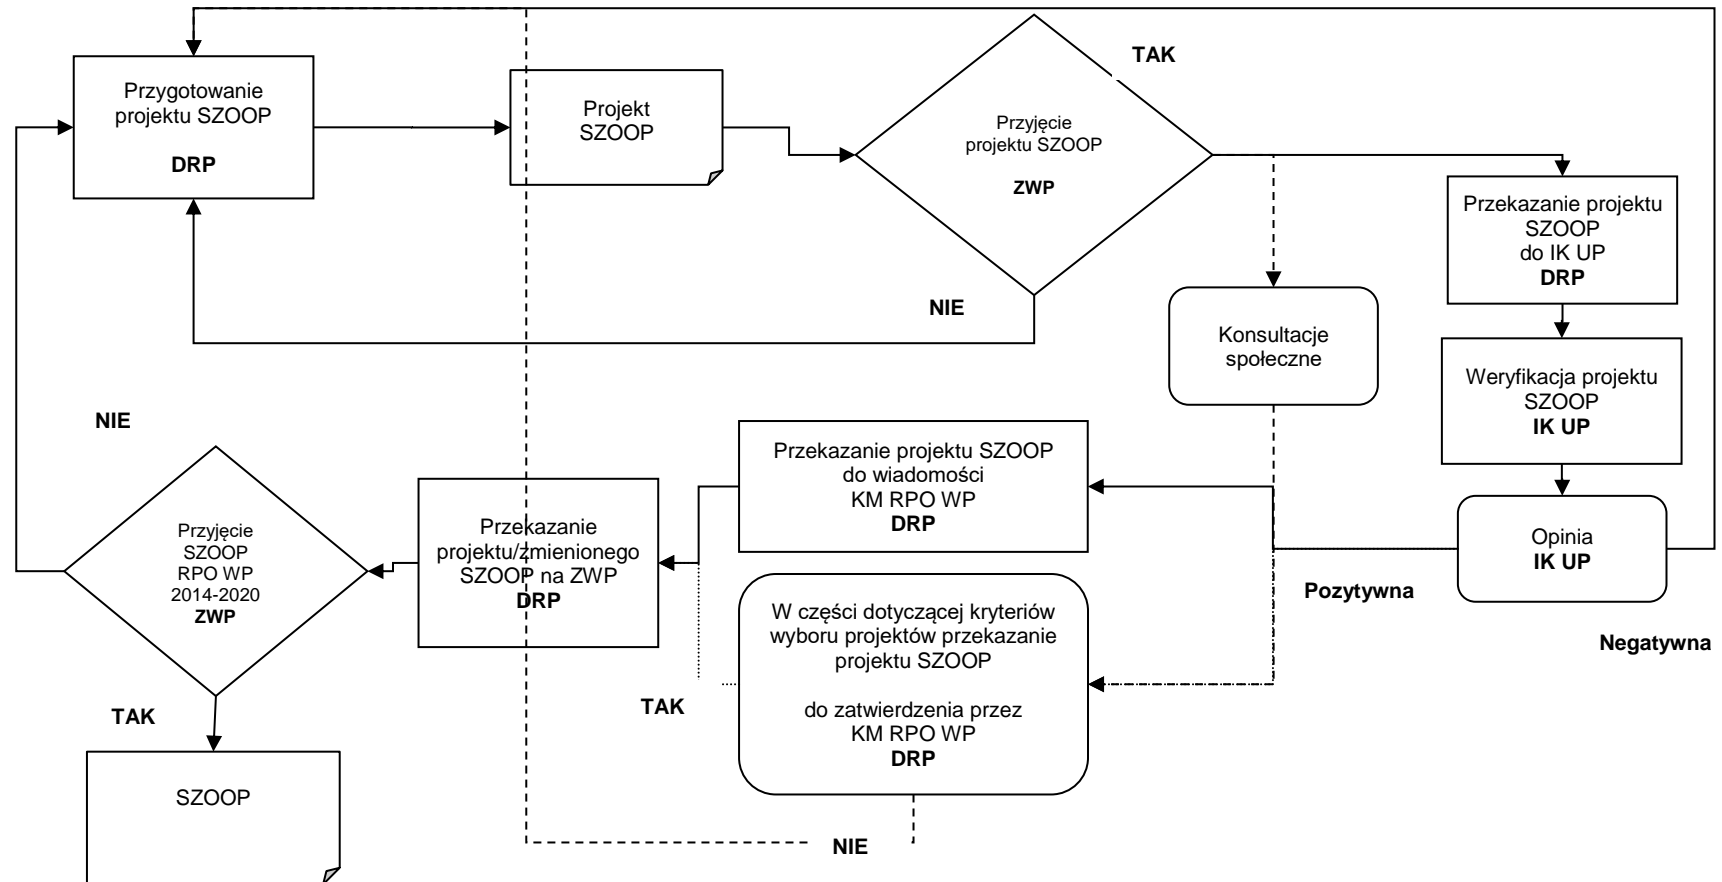 Przygotowanie
projektu SZOOP
DRP
Projekt
SZOOP
Przyjęcie
projektu SZOOP
ZWP
TAK
NIE
Przekazanie projektu
SZOOP
do IK UP
DRP
Konsultacje
społeczne
Weryfikacja projektu
SZOOP
IK UP
Opinia
IK UP
Pozytywna
Negatywna
Przekazanie projektu SZOOP
do wiadomości
KM RPO WP
DRP
W części dotyczącej kryteriów
wyboru projektów przekazanie
projektu SZOOP
do zatwierdzenia przez
KM RPO WP
DRP
TAK
NIE
Przekazanie
projektu/zmienionego
SZOOP na ZWP
DRP
NIE
Przyjęcie
SZOOP
RPO WP
2014-2020
ZWP
TAK
SZOOP